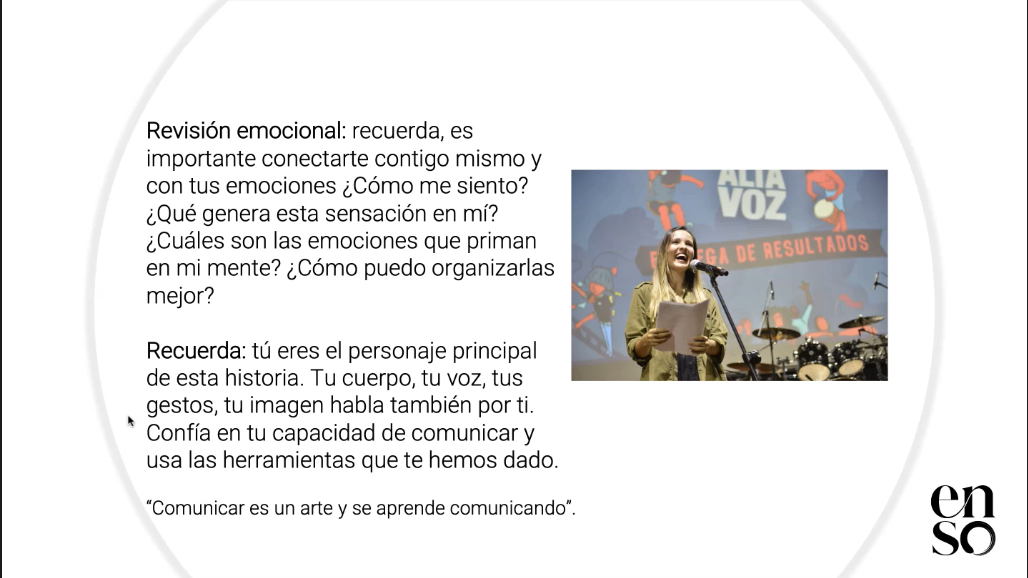 Revisión emocional: recuerda, es
importante conectarte contigo mismo y
con tus emociones ¿Cómo me siento?
¿Qué genera esta sensación en mí?
¿Cuáles son las emociones que priman
en mi mente? ¿Cómo puedo organizarlas
mejor?
Recuerda: tú eres el personaje principal
de esta historia. Tu cuerpo, tu voz, tus
gestos, tu imagen habla también por ti.
Confía en tu capacidad de comunicar y
usa las herramientas que te hemos dado.
“Comunicar es un arte y se aprende comunicando”.
ALTA
VOZ
DE RESULTADOS
en
so